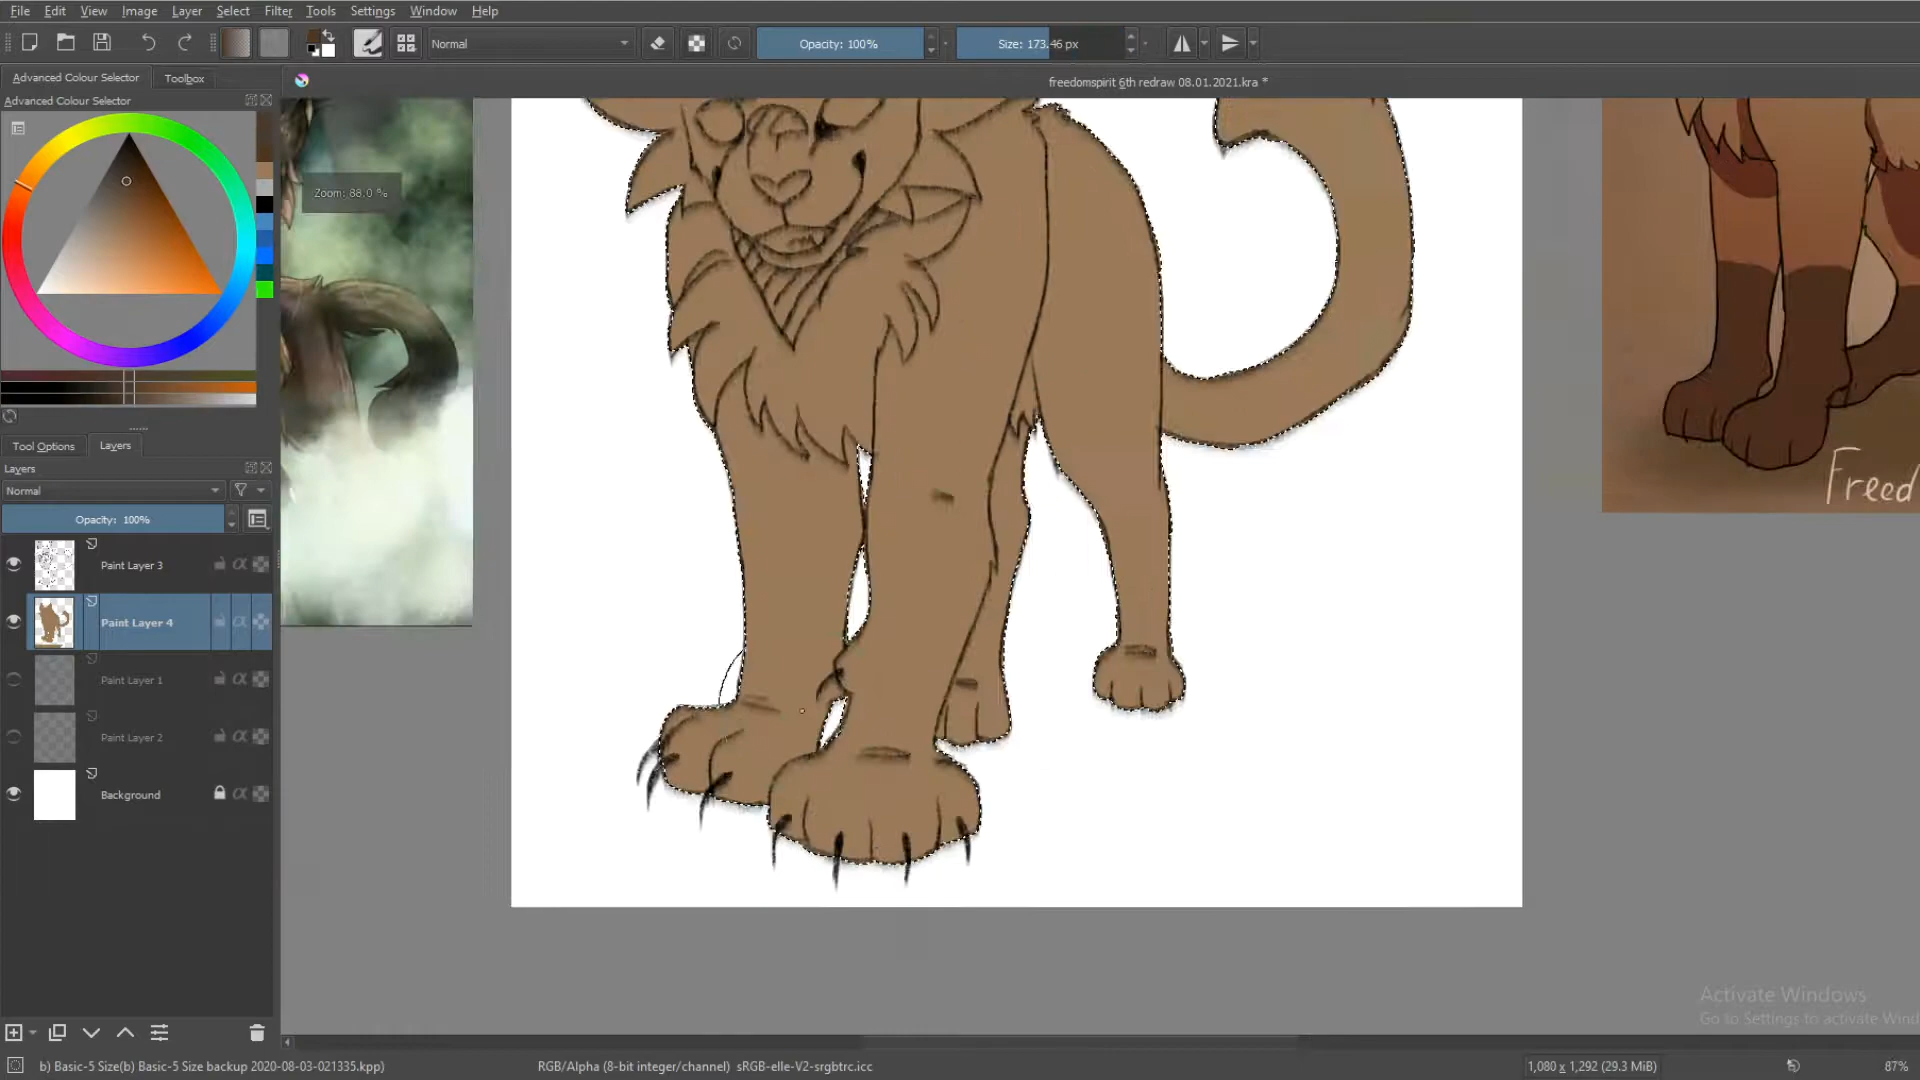 File Edit View Image Layer Select Filter Tools Settings Window Help
Normal
Opacity: 100%
Size: 173.46 px
Advanced Colour Selector
Toolbox
freedomspirit 6th redraw 08.01.2021.kra *
Advanced Colour Selector
Zoom: 88.0 %
Tool Options
Layers
Layers
Normal
Opacity: 100%
Paint Layer 3
Paint Layer 4
Paint Layer 1
Paint Layer 2
Background
Freed
Activate Windows
Go to Settings to activate Wind
b) Basic-5 Size(b) Basic-5 Size backup 2020-08-03-021335.kpp)
RGB/Alpha (8-bit integer/channel) sRGB-elle-V2-srgbtrc.icc
1,080 x 1,292 (29.3 MiB)
87%